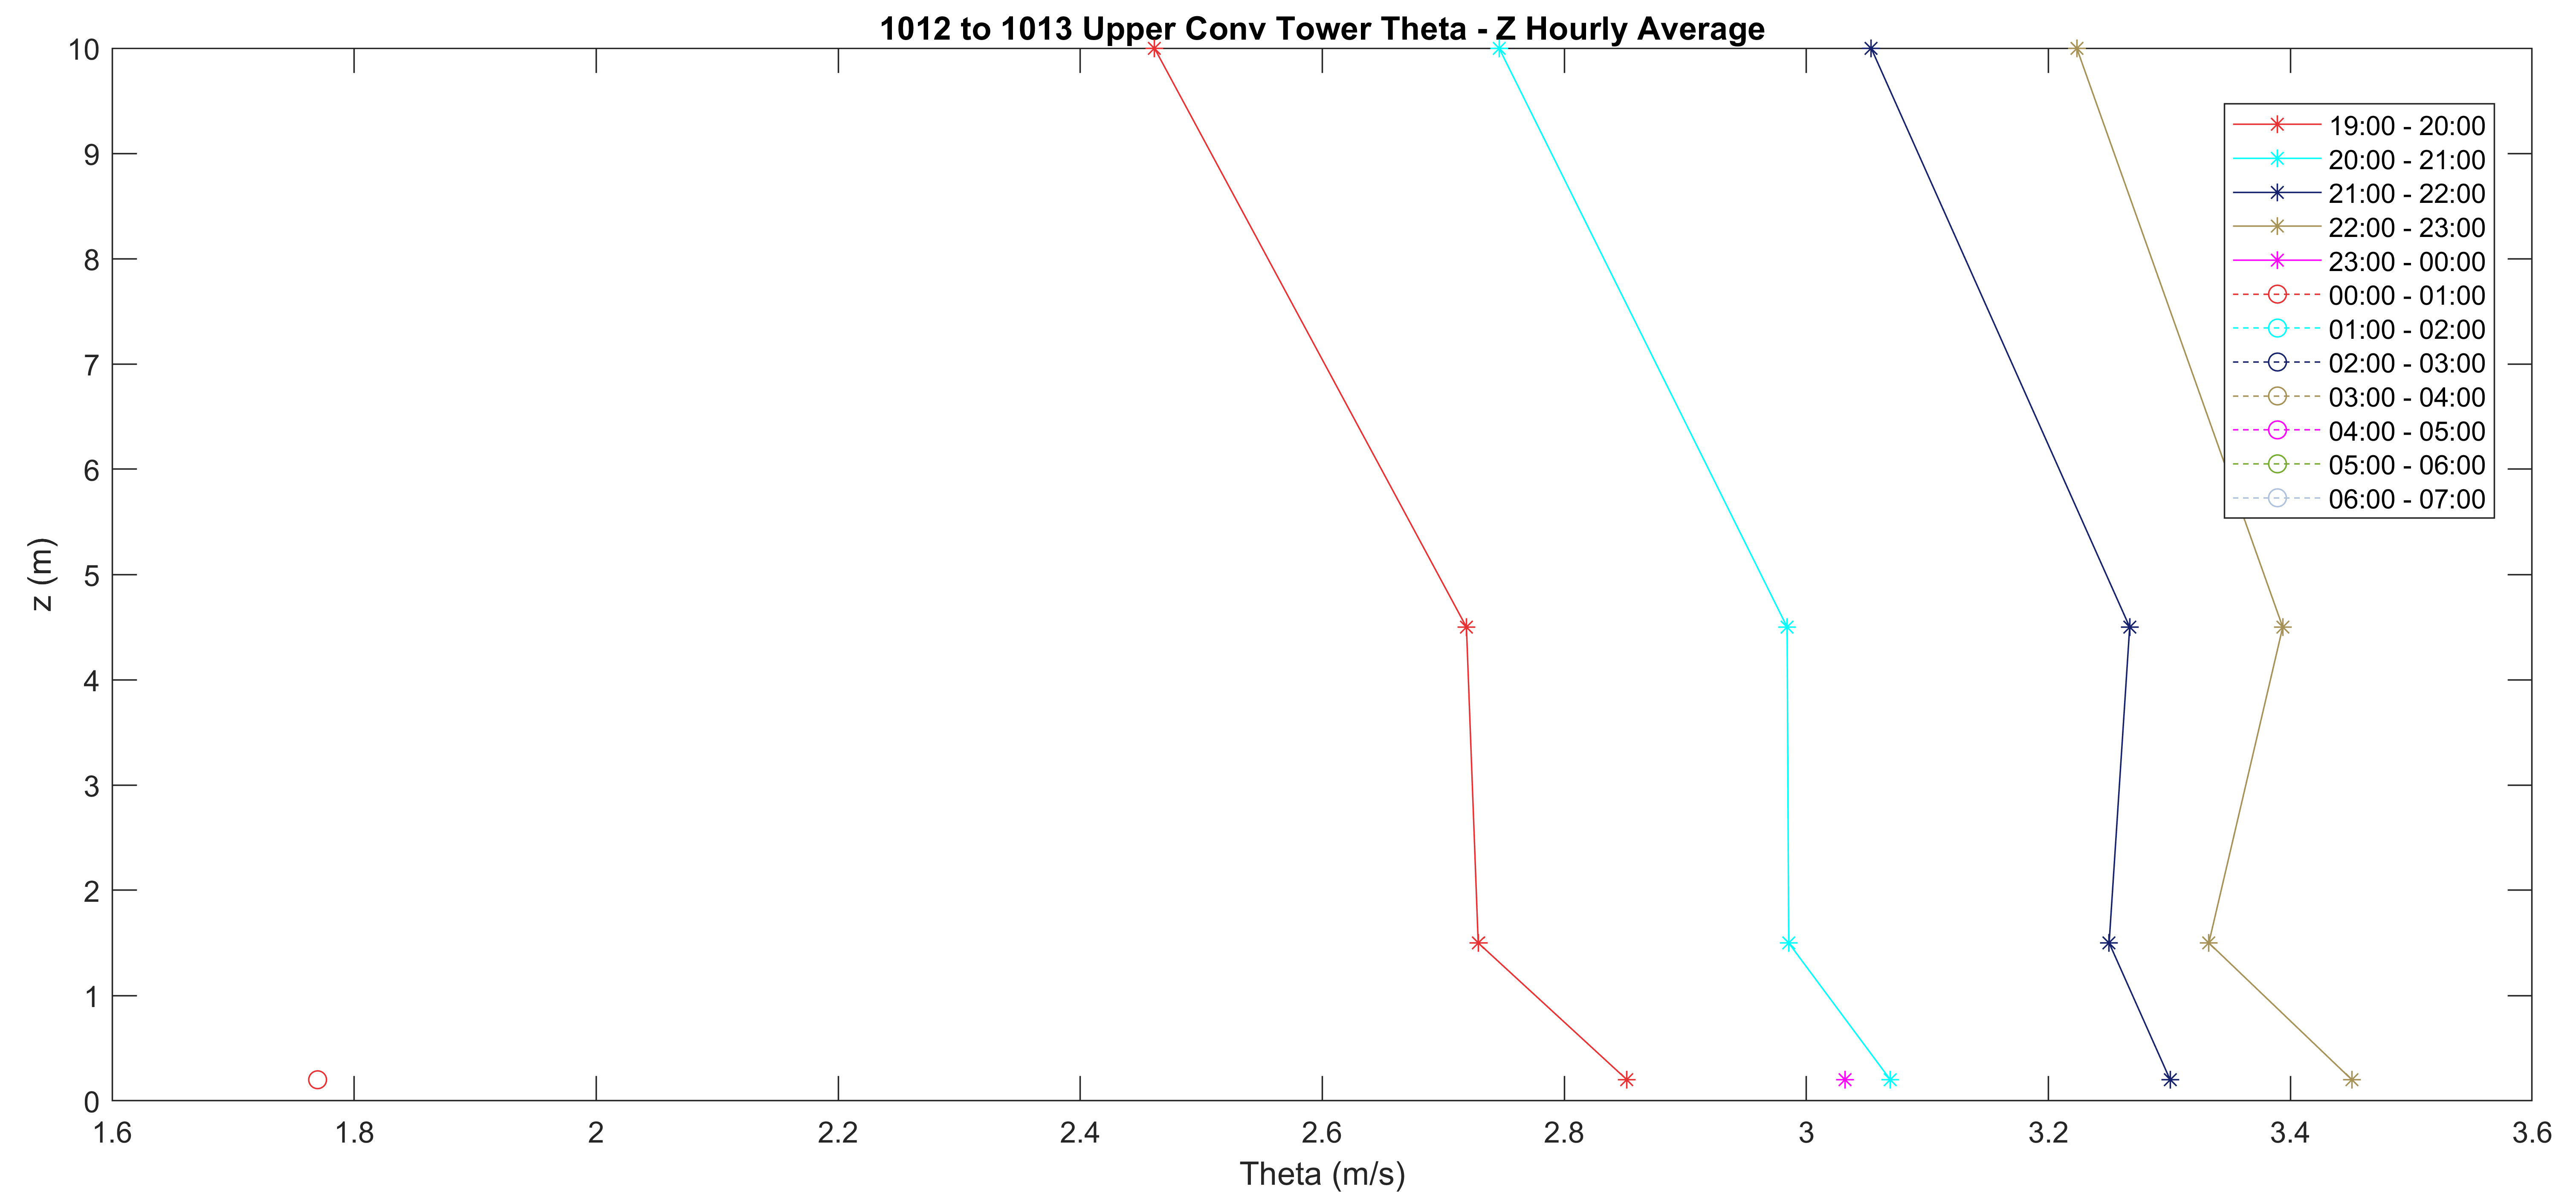 1012 to 1013 Upper Conv Tower Theta - Z Hourly Average
10
9
8
7
6
5
4
3
2
1
0
z (m)
19:00 - 20:00
20:00 - 21:00
21:00 - 22:00
22:00 - 23:00
23:00 - 00:00
00:00 - 01:00
01:00 - 02:00
02:00 - 03:00
03:00 - 04:00
04:00 - 05:00
05:00 - 06:00
06:00 - 07:00
1.6 1.8 2 2.2 2.4 2.6 2.8 3 3.2 3.4 3.6
Theta (m/s)